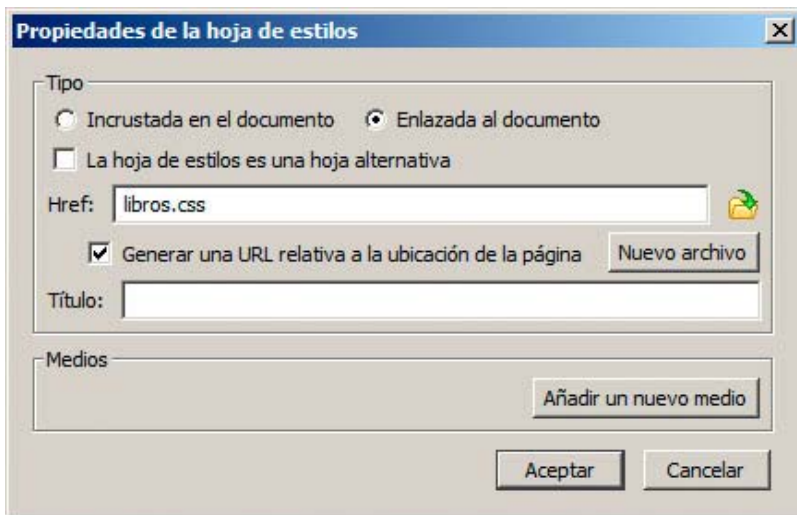 Propiedades de la hoja de estilos
Tipo
Incrustada en el documento Enlazada al documento
La hoja de estilos es una hoja alternativa
Href: libros.css
Generar una URL relativa a la ubicación de la página Nuevo archivo
Título:
Medios
Añadir un nuevo medio
Aceptar Cancelar